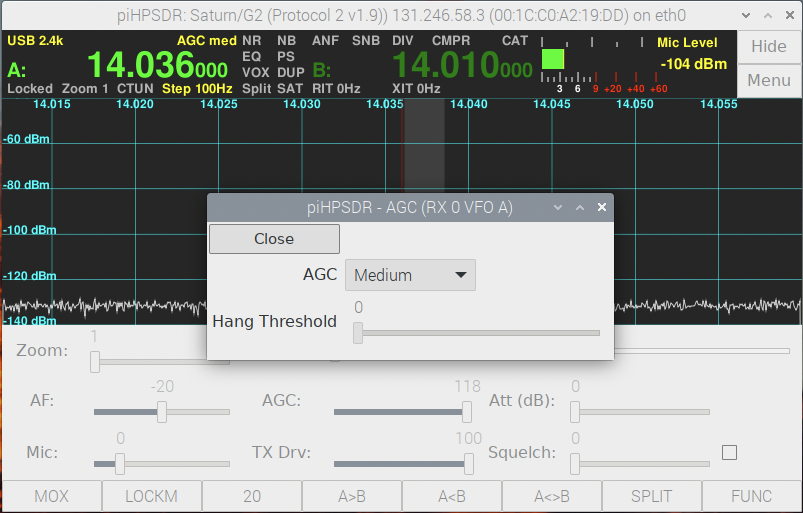 piHPSDR: Saturn/G2 (Protocol 2 v1.9)) 131.246.58.3 (00:1C:C0:A2:19:DD) on eth0
USB 2.4k AGC med NR NB ANF SNB DIV CMPR CAT Mic Level Hide
A: 14.036000 EQ PS B: 14.010000 -104 dBm
VOX DUP Menu
Locked Zoom 1 CTUN Step 100Hz Split SAT RIT 0Hz XIT 0Hz 3 6 9 +20 +40 +60
14.015 14.020 14.025 14.030 14.035 14.040 14.045 14.050 14.055
-60 dBm
-80 dBm
-100 dBm
-120 dBm
-140 dBm
piHPSDR - AGC (RX 0 VFO A)
Close
AGC Medium
0
Hang Threshold
1
Zoom:
-20 118 0
AF: AGC: Att (dB):
0 100 0
Mic: TX Drv: Squelch:
MOX LOCKM 20 A>B A<B A<>B SPLIT FUNC